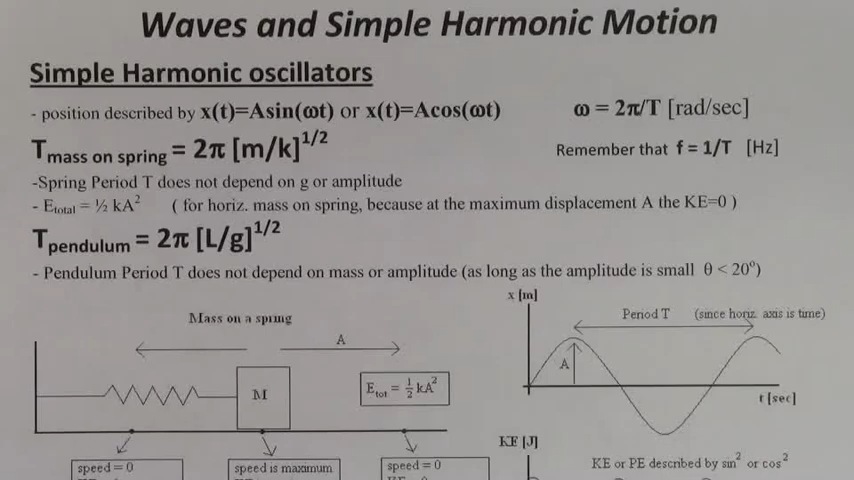 Waves and Simple Harmonic Motion
Simple Harmonic oscillators
- position described by x(t)=Asin(ωt) or x(t)=Acos(ωt) ω = 2π/T [rad/sec]
T mass on spring = 2π [m/k]^1/2 Remember that f = 1/T [Hz]
-Spring Period T does not depend on g or amplitude
- Etotal = ½ kA² ( for horiz. mass on spring, because at the maximum displacement A the KE=0 )
Tpendulum = 2π [L/g]^1/2
- Pendulum Period T does not depend on mass or amplitude (as long as the amplitude is small θ < 20°)
x [m]
Mass on a spring
Period T (since horiz. axis is time)
A
A
M
Etot = 1/2 kA²
t [sec]
KE [J]
speed = 0
speed is maximum
speed = 0
KE or PE described by sin² or cos²